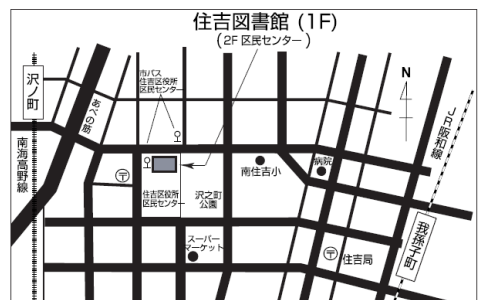 住吉図書館 (1F)
(2F 区民センター)
市バス
住吉区役所
区民センター
沢ノ町
あべの筋
N
JR阪和線
南海高野線
南住吉小
病院
住吉区役所
区民センター
沢之町
公園
スーパー
マーケット
住吉局
我孫子町